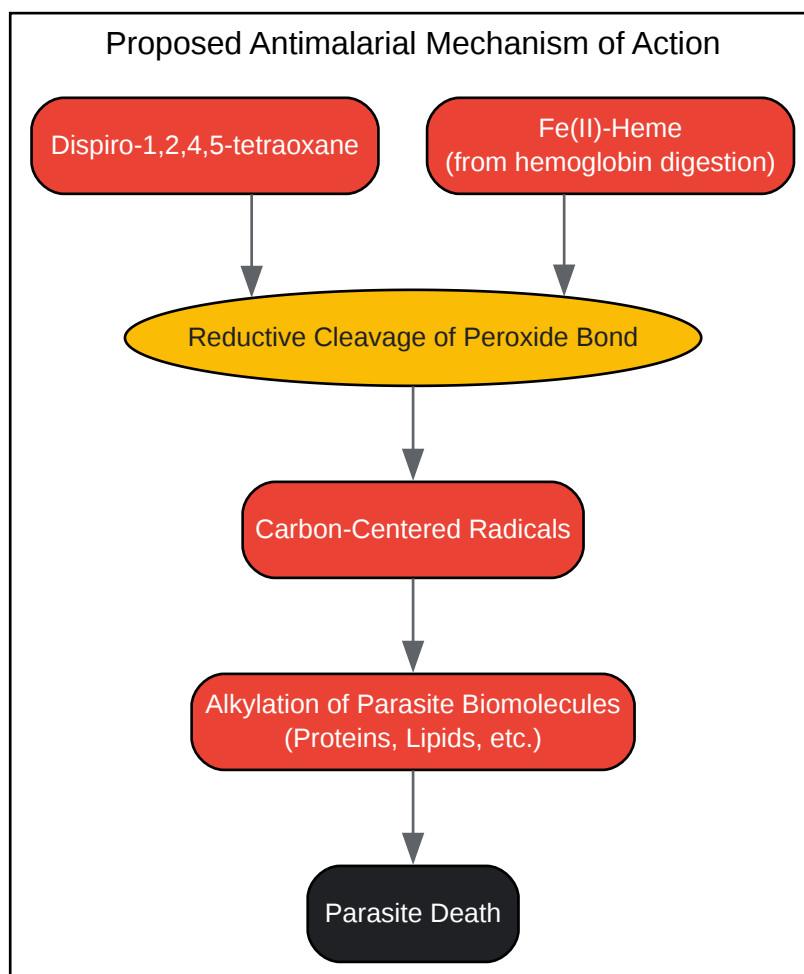 Proposed Antimalarial Mechanism of Action
Dispiro-1,2,4,5-tetraoxane
Fe(II)-Heme
(from hemoglobin digestion)
Reductive Cleavage of Peroxide Bond
Carbon-Centered Radicals
Alkylation of Parasite Biomolecules
(Proteins, Lipids, etc.)
Parasite Death